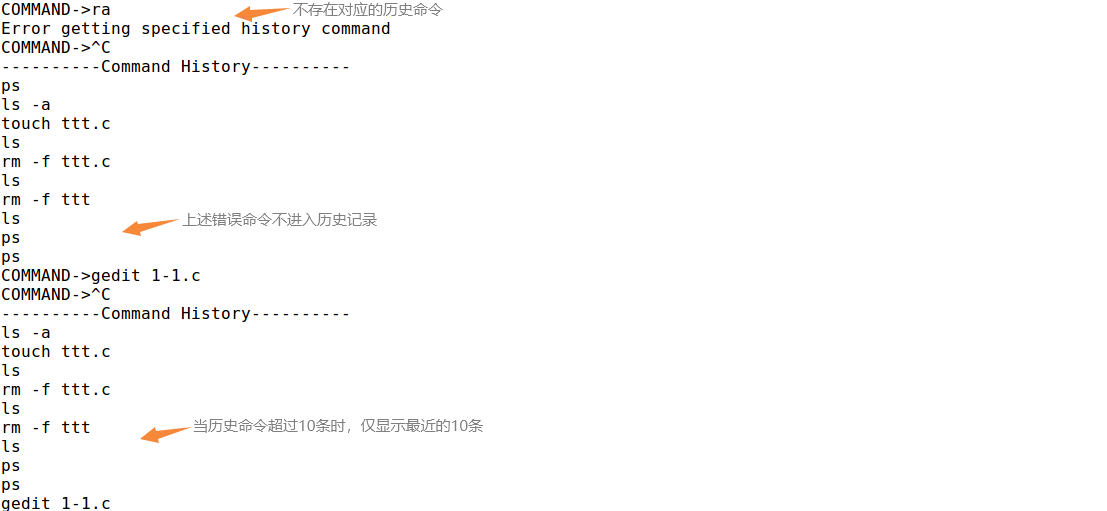 COMMAND->ra
不存在对应的历史命令
Error getting specified history command
COMMAND->^C
----------Command History----------
ps
ls -a
touch ttt.c
ls
rm -f ttt.c
ls
rm -f ttt
ls
上述错误命令不进入历史记录
ps
ps
COMMAND->gedit 1-1.c
COMMAND->^C
----------Command History----------
ls -a
touch ttt.c
ls
rm -f ttt.c
ls
rm -f ttt
当历史命令超过10条时，仅显示最近的10条
ls
ps
ps
gedit 1-1.c